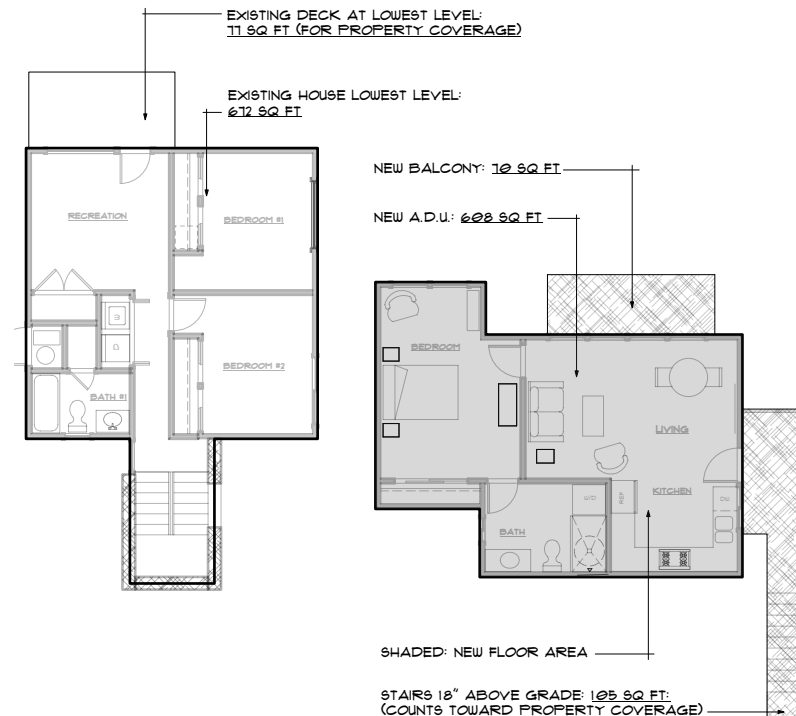 EXISTING DECK AT LOWEST LEVEL:
77 SQ FT (FOR PROPERTY COVERAGE)
EXISTING HOUSE LOWEST LEVEL:
672 SQ FT
NEW BALCONY: 70 SQ FT
NEW A.D.U.: 608 SQ FT
RECREATION
BEDROOM #1
BEDROOM #2
BATH #1
W
D
BEDROOM
LIVING
KITCHEN
REF
DW
W/D
BATH
SHADED: NEW FLOOR AREA
STAIRS 18" ABOVE GRADE: 105 SQ FT:
(COUNTS TOWARD PROPERTY COVERAGE)